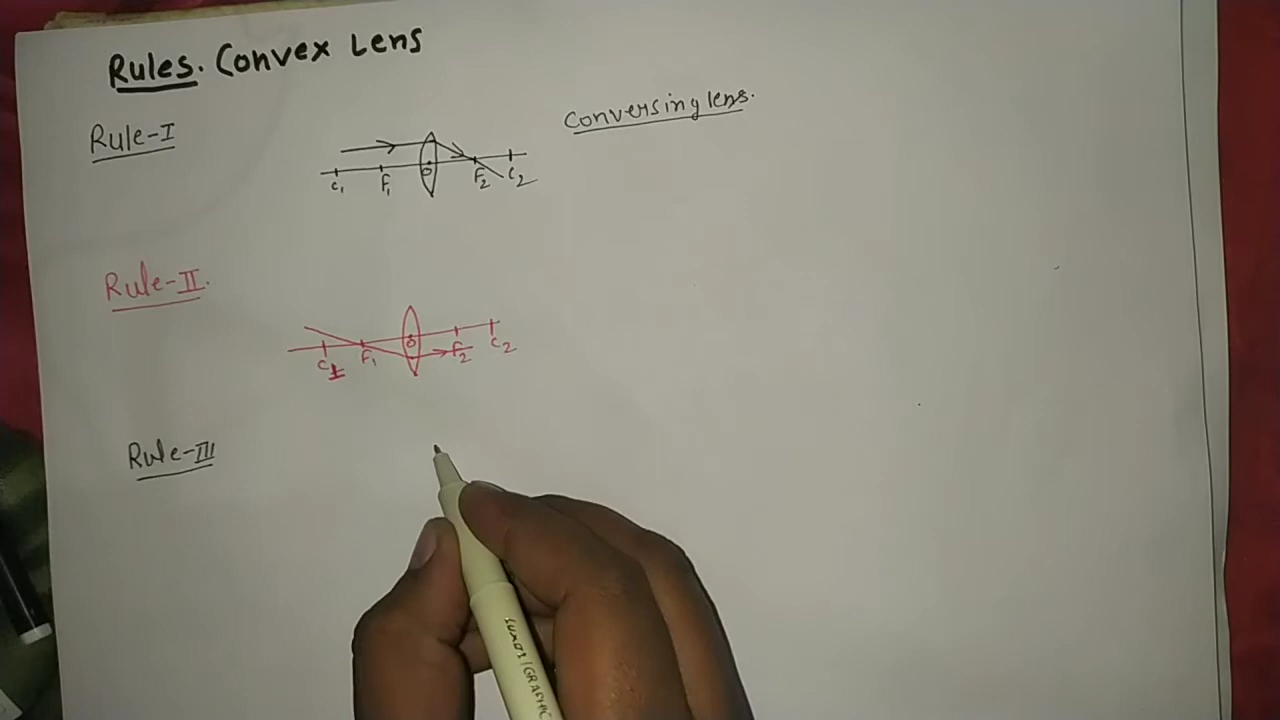 Rules. Convex Lens
Conversing lens.
Rule-I
C1 F1 O F2 C2
Rule-II.
C1 F1 O F2 C2
Rule-III